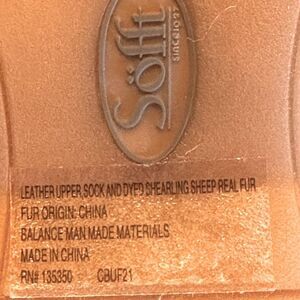 Söfft
SINCE 1927
LEATHER UPPER, SOCK AND DYED SHEARLING SHEEP REAL FUR
FUR ORIGIN: CHINA
BALANCE MAN MADE MATERIALS
MADE IN CHINA
RN# 135350 CBUF21